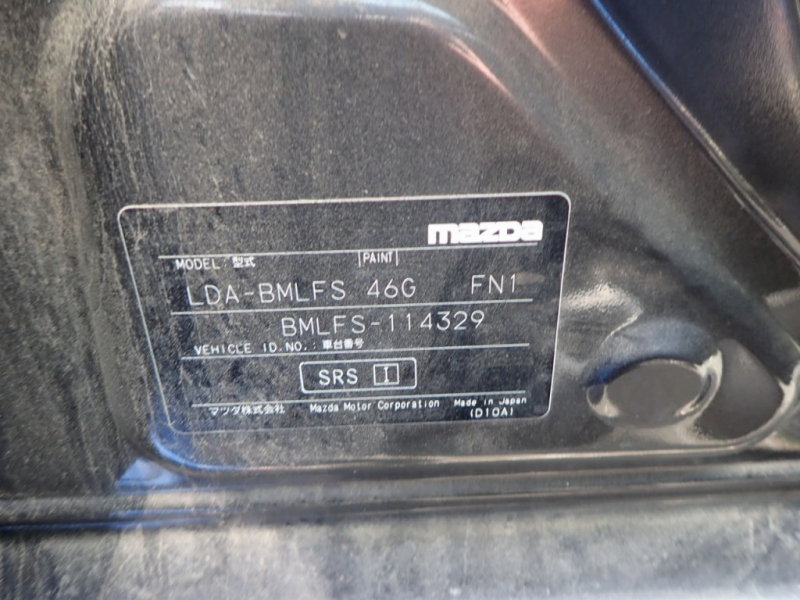 mazda
MODEL: 型式 PAINT
LDA-BMLFS 46G FN1
BMLFS-114329
VEHICLE ID.NO.: 車台番号
SRS I
マツダ株式会社 Mazda Motor Corporation Made in Japan
(D10A)